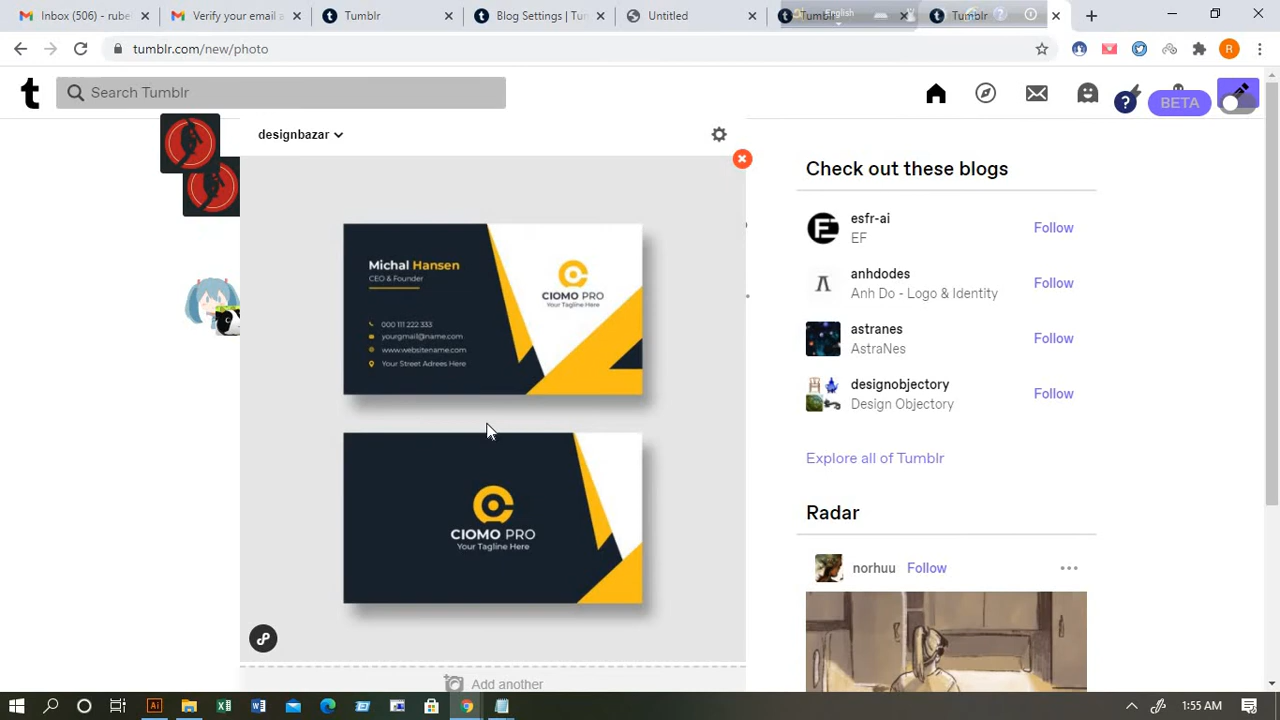 Inbox (506) - rub
Verify your email a
Tumblr
Blog Settings | Tum
Untitled
Tumblr
English
Tumblr
tumblr.com/new/photo
R
Search Tumblr
?
BETA
designbazar
Check out these blogs
esfr-ai
EF
Follow
anhdodes
Anh Do - Logo & Identity
Follow
astranes
AstraNes
Follow
designobjectory
Design Objectory
Follow
Explore all of Tumblr
Radar
norhuu Follow
Michal Hansen
CEO & Founder
000 111 222 333
yourgmail@name.com
www.websitename.com
Your Street Adrees Here
CIOMO PRO
Your Tagline Here
CIOMO PRO
Your Tagline Here
Add another
1:55 AM